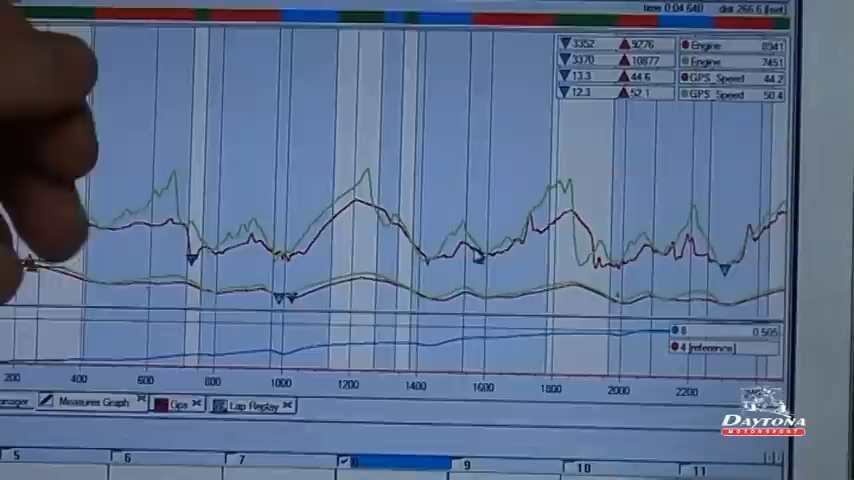 time 0:04.640 dist 266.6 [feet]
3352 9276 Engine 8941
3370 10877 Engine 7451
13.3 44.6 GPS_Speed 44.2
12.3 52.1 GPS_Speed 50.4
8 0.505
4 [reference]
200 400 600 800 1000 1200 1400 1600 1800 2000 2200
Measures Graph Gps Lap Replay
DAYTONA
MOTORSPORT
5 6 7 8 9 10 11